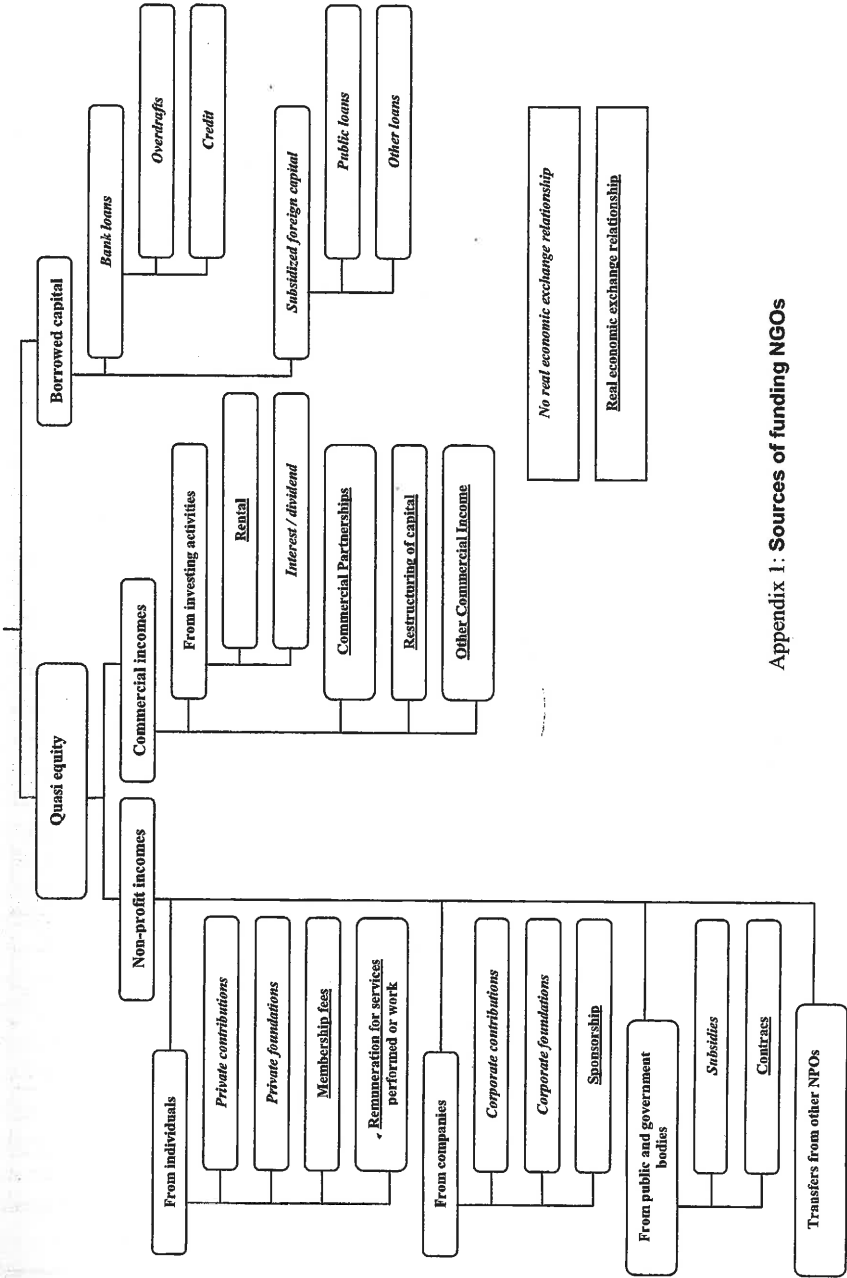 Quasi equity
Non-profit incomes
From individuals
Private contributions
Private foundations
Membership fees
Remuneration for services
performed or work
From companies
Corporate contributions
Corporate foundations
Sponsorship
From public and government
bodies
Subsidies
Contracs
Transfers from other NPOs
Commercial incomes
From investing activities
Rental
Interest / dividend
Commercial Partnerships
Restructuring of capital
Other Commercial Income
Borrowed capital
Bank loans
Overdrafts
Credit
Subsidized foreign capital
Public loans
Other loans
No real economic exchange relationship
Real economic exchange relationship
Appendix 1: Sources of funding NGOs